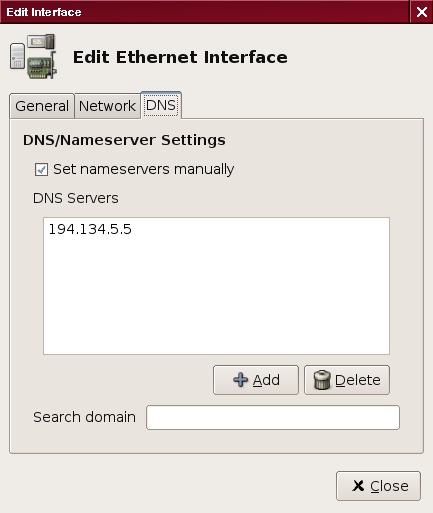 Edit Interface
Edit Ethernet Interface
General Network DNS
DNS/Nameserver Settings
Set nameservers manually
DNS Servers
194.134.5.5
Add Delete
Search domain
Close